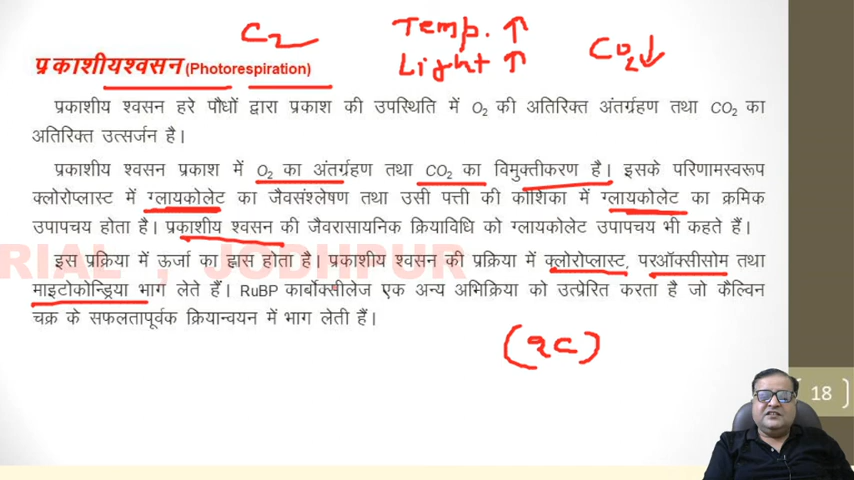 C2
Temp. ↑
Light ↑
CO2↓
प्रकाशीयश्वसन (Photorespiration)
प्रकाशीय श्वसन हरे पौधों द्वारा प्रकाश की उपस्थिति में O2 की अतिरिक्त अंतर्ग्रहण तथा CO2 का
अतिरिक्त उत्सर्जन है।
प्रकाशीय श्वसन प्रकाश में O2 का अंतर्ग्रहण तथा CO2 का विमुक्तीकरण है। इसके परिणामस्वरूप
क्लोरोप्लास्ट में ग्लायकोलेट का जैवसंश्लेषण तथा उसी पत्ती की कोशिका में ग्लायकोलेट का क्रमिक
उपापचय होता है। प्रकाशीय श्वसन की जैवरासायनिक क्रियाविधि को ग्लायकोलेट उपापचय भी कहते हैं।
RIAL , JODHPUR
इस प्रक्रिया में ऊर्जा का ह्रास होता है। प्रकाशीय श्वसन की प्रक्रिया में क्लोरोप्लास्ट, परऑक्सीसोम तथा
माइटोकोन्ड्रिया भाग लेते हैं। RuBP कार्बोक्सीलेज एक अन्य अभिक्रिया को उत्प्रेरित करता है जो कैल्विन
चक्र के सफलतापूर्वक क्रियान्वयन में भाग लेती हैं।
(2C)
18